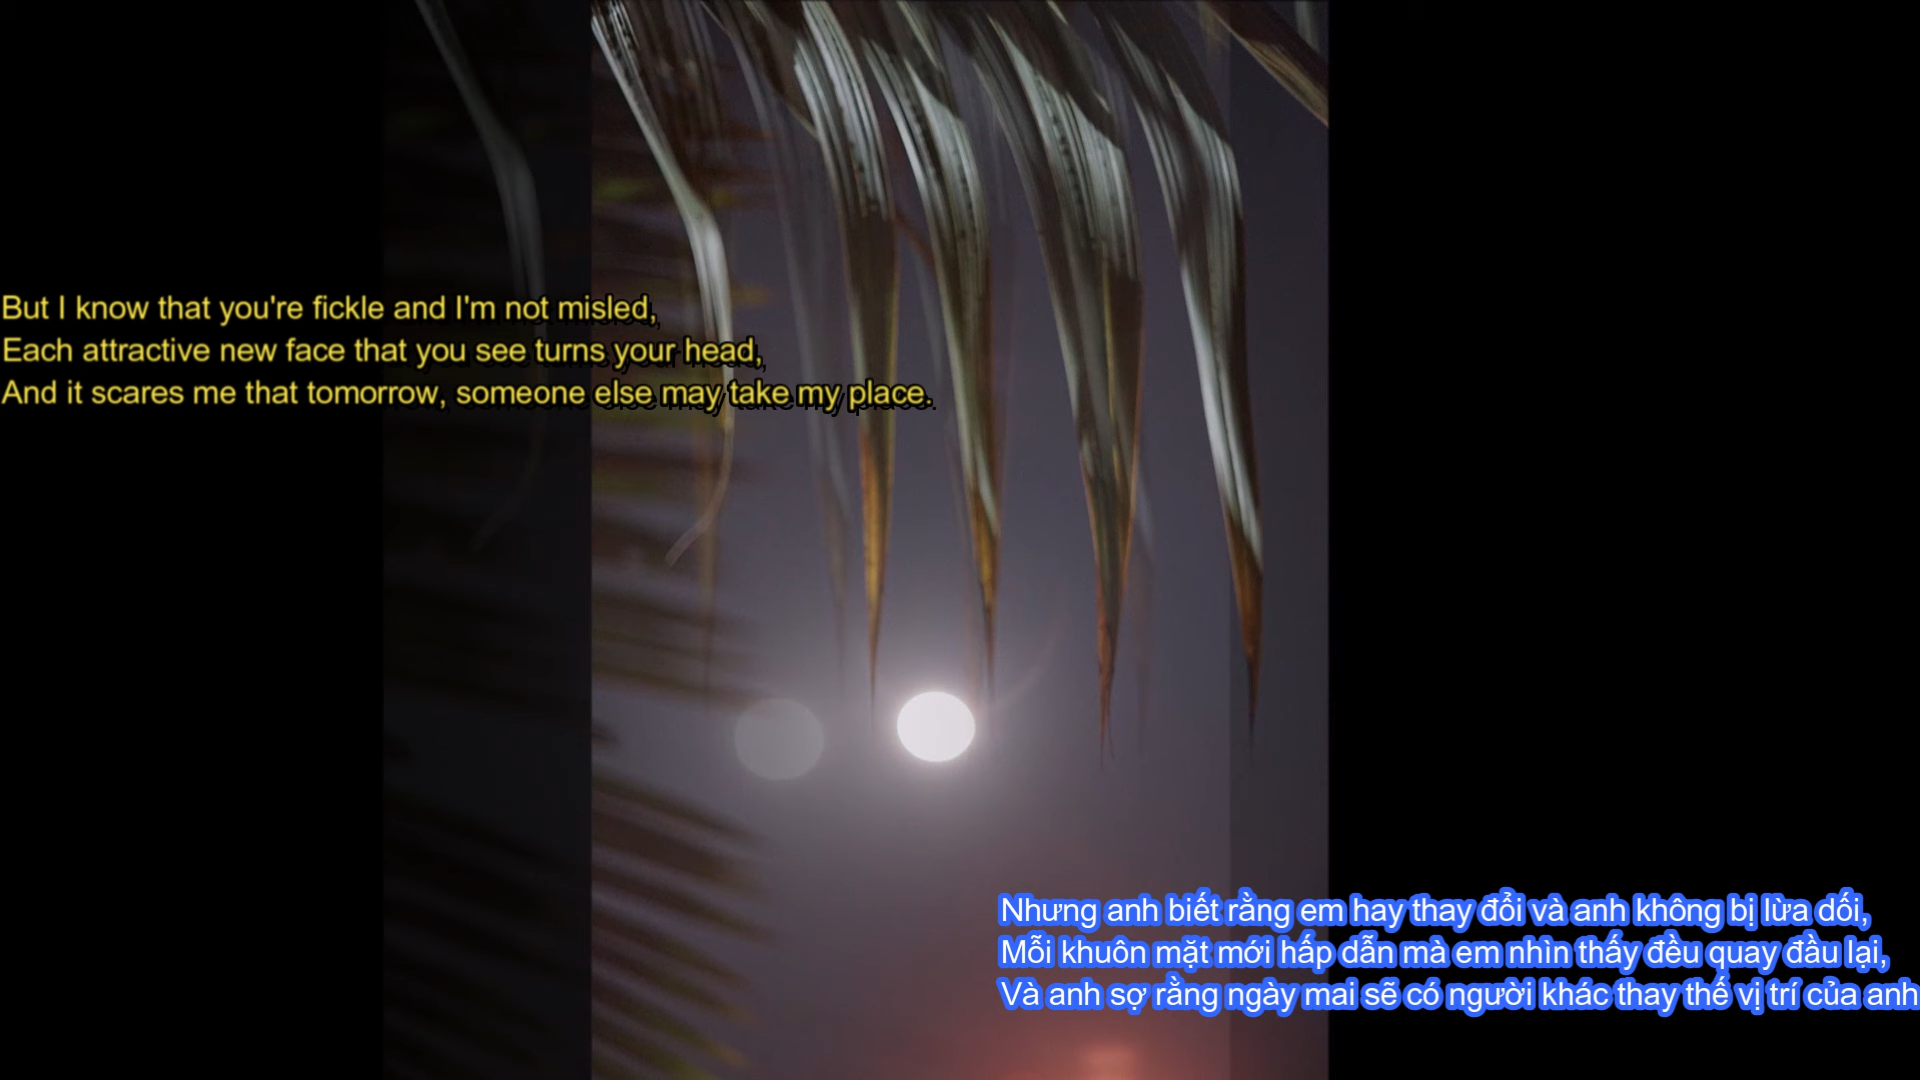 But I know that you're fickle and I'm not misled,
Each attractive new face that you see turns your head,
And it scares me that tomorrow, someone else may take my place.
Nhưng anh biết rằng em hay thay đổi và anh không bị lừa dối,
Mỗi khuôn mặt mới hấp dẫn mà em nhìn thấy đều quay đầu lại,
Và anh sợ rằng ngày mai sẽ có người khác thay thế vị trí của anh